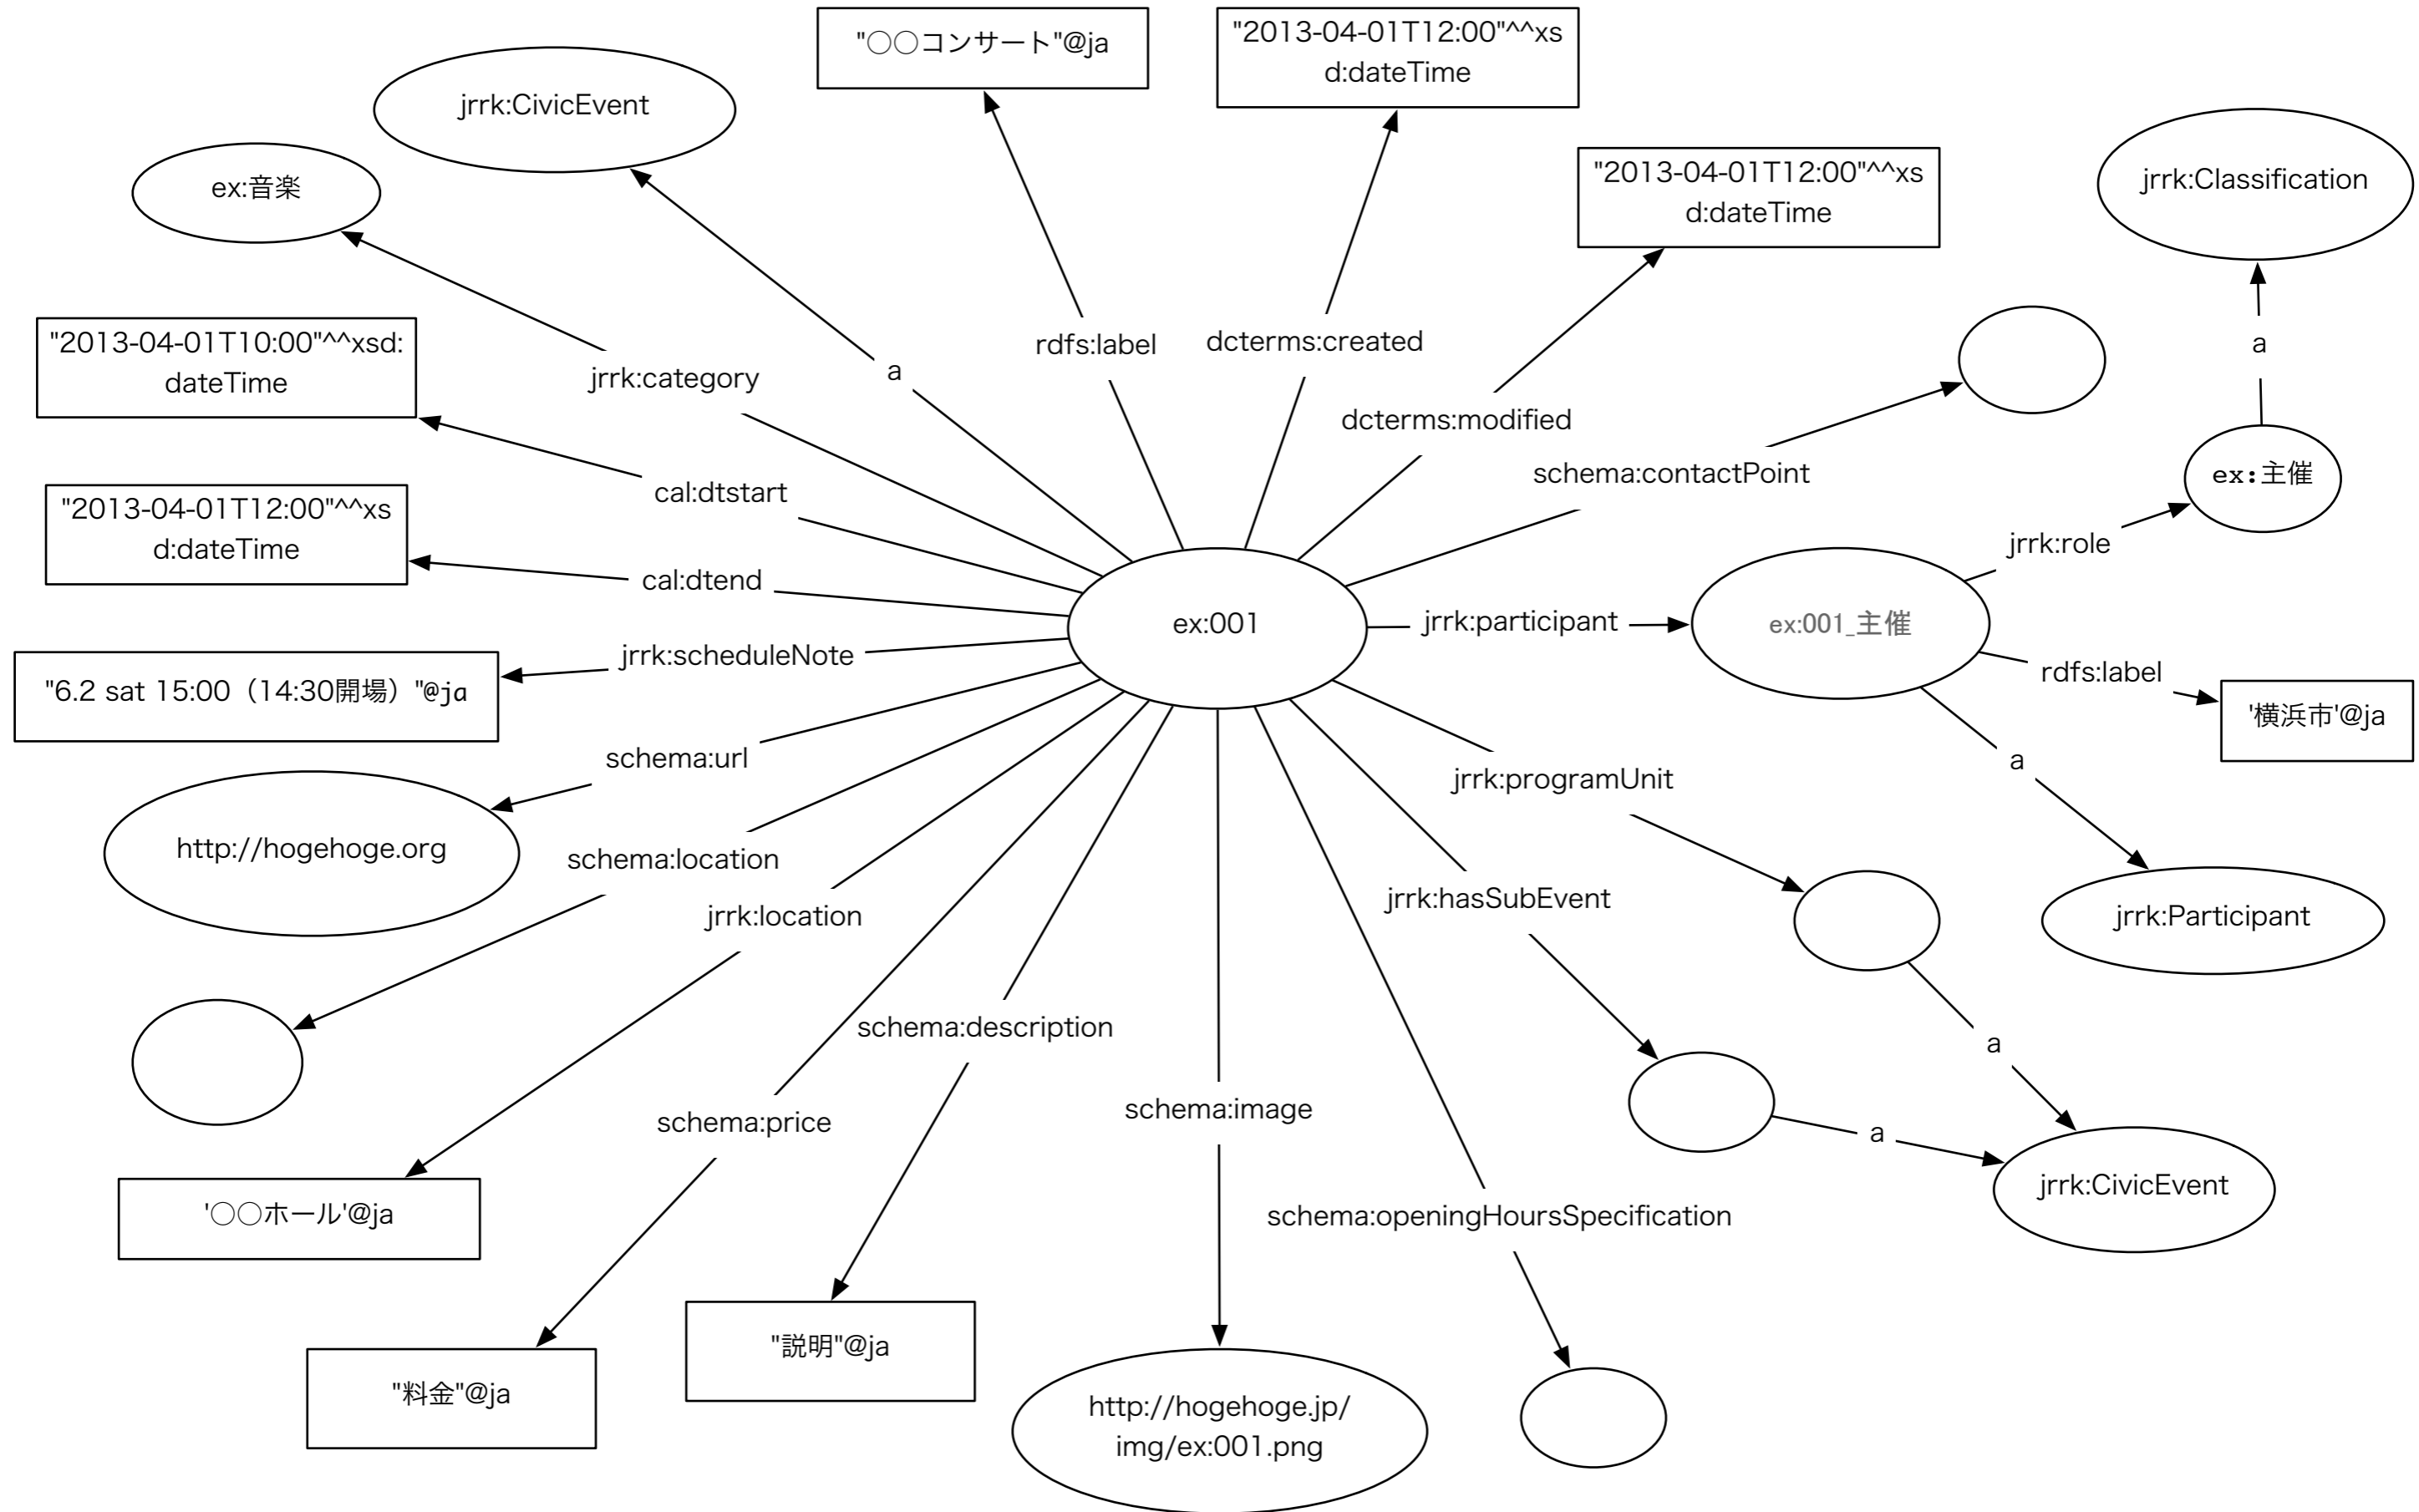 "○○コンサート"@ja
"2013-04-01T12:00"^^xs
d:dateTime
jrrk:CivicEvent
"2013-04-01T12:00"^^xs
d:dateTime
jrrk:Classification
ex:音楽
"2013-04-01T10:00"^^xsd:
dateTime
rdfs:label
dcterms:created
a
jrrk:category
a
dcterms:modified
schema:contactPoint
ex:主催
cal:dtstart
"2013-04-01T12:00"^^xs
d:dateTime
jrrk:role
cal:dtend
ex:001
jrrk:participant
ex:001_主催
jrrk:scheduleNote
rdfs:label
"6.2 sat 15:00（14:30開場）"@ja
'横浜市'@ja
schema:url
a
jrrk:programUnit
http://hogehoge.org
schema:location
jrrk:hasSubEvent
jrrk:location
jrrk:Participant
schema:description
a
schema:image
schema:price
a
jrrk:CivicEvent
'○○ホール'@ja
schema:openingHoursSpecification
"説明"@ja
"料金"@ja
http://hogehoge.jp/
img/ex:001.png